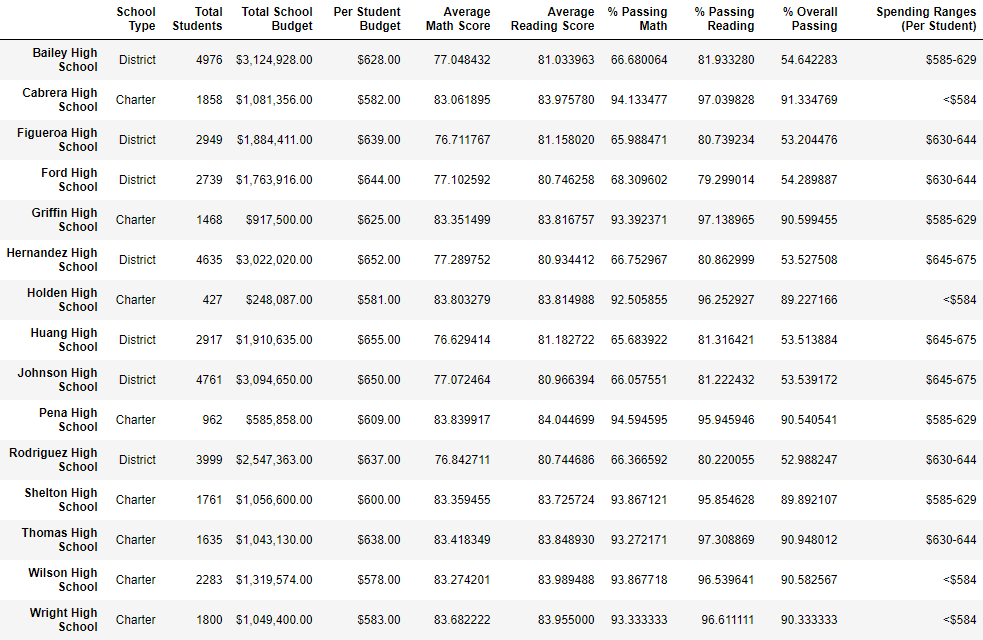 School Type Total Students Total School Budget Per Student Budget Average Math Score Average Reading Score % Passing Math % Passing Reading % Overall Passing Spending Ranges (Per Student)
Bailey High School District 4976 $3,124,928.00 $628.00 77.048432 81.033963 66.680064 81.933280 54.642283 $585-629
Cabrera High School Charter 1858 $1,081,356.00 $582.00 83.061895 83.975780 94.133477 97.039828 91.334769 <$584
Figueroa High School District 2949 $1,884,411.00 $639.00 76.711767 81.158020 65.988471 80.739234 53.204476 $630-644
Ford High School District 2739 $1,763,916.00 $644.00 77.102592 80.746258 68.309602 79.299014 54.289887 $630-644
Griffin High School Charter 1468 $917,500.00 $625.00 83.351499 83.816757 93.392371 97.138965 90.599455 $585-629
Hernandez High School District 4635 $3,022,020.00 $652.00 77.289752 80.934412 66.752967 80.862999 53.527508 $645-675
Holden High School Charter 427 $248,087.00 $581.00 83.803279 83.814988 92.505855 96.252927 89.227166 <$584
Huang High School District 2917 $1,910,635.00 $655.00 76.629414 81.182722 65.683922 81.316421 53.513884 $645-675
Johnson High School District 4761 $3,094,650.00 $650.00 77.072464 80.966394 66.057551 81.222432 53.539172 $645-675
Pena High School Charter 962 $585,858.00 $609.00 83.839917 84.044699 94.594595 95.945946 90.540541 $585-629
Rodriguez High School District 3999 $2,547,363.00 $637.00 76.842711 80.744686 66.366592 80.220055 52.988247 $630-644
Shelton High School Charter 1761 $1,056,600.00 $600.00 83.359455 83.725724 93.867121 95.854628 89.892107 $585-629
Thomas High School Charter 1635 $1,043,130.00 $638.00 83.418349 83.848930 93.272171 97.308869 90.948012 $630-644
Wilson High School Charter 2283 $1,319,574.00 $578.00 83.274201 83.989488 93.867718 96.539641 90.582567 <$584
Wright High School Charter 1800 $1,049,400.00 $583.00 83.682222 83.955000 93.333333 96.611111 90.333333 <$584